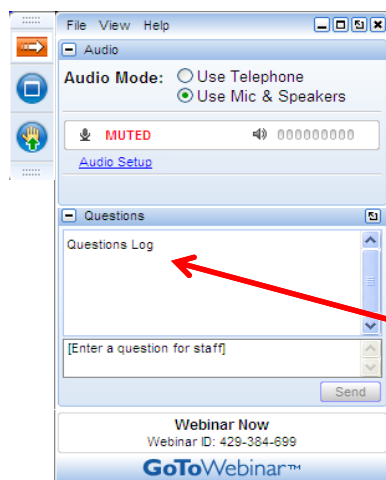 File View Help
Audio
Audio Mode: Use Telephone
Use Mic & Speakers
MUTED 000000000
Audio Setup
Questions
Questions Log
[Enter a question for staff]
Send
Webinar Now
Webinar ID: 429-384-699
GoToWebinar™